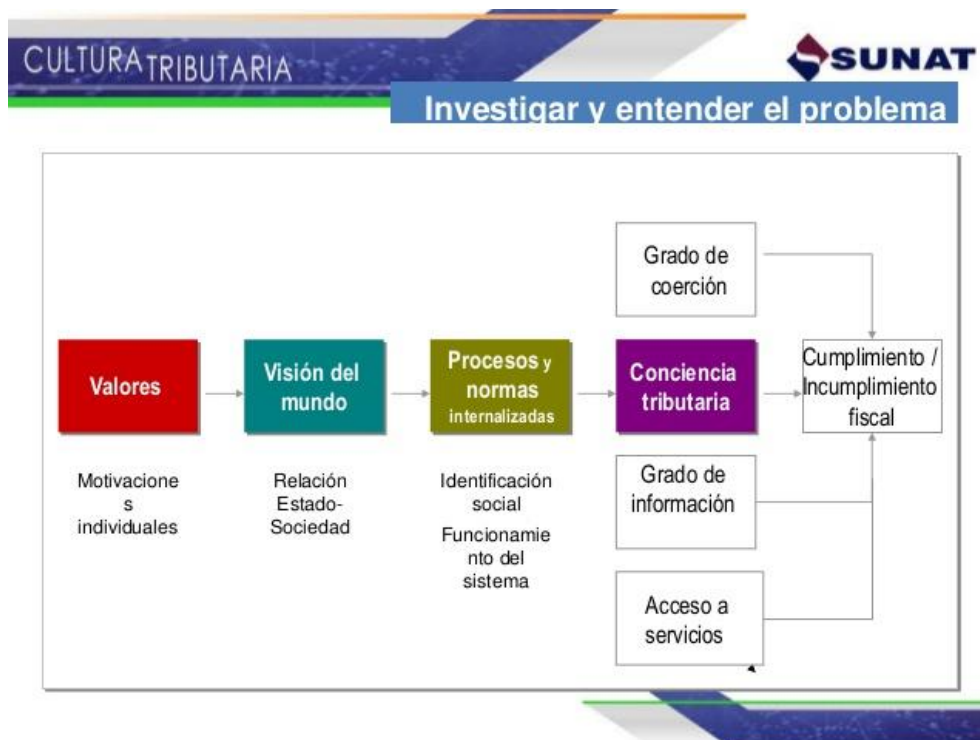 CULTURA TRIBUTARIA
SUNAT
Investigar y entender el problema
Grado de
coerción
Valores
Visión del
mundo
Procesos y
normas
internalizadas
Conciencia
tributaria
Cumplimiento /
Incumplimiento
fiscal
Motivacione
s
individuales
Relación
Estado-
Sociedad
Identificación
social
Funcionamie
nto del
sistema
Grado de
información
Acceso a
servicios